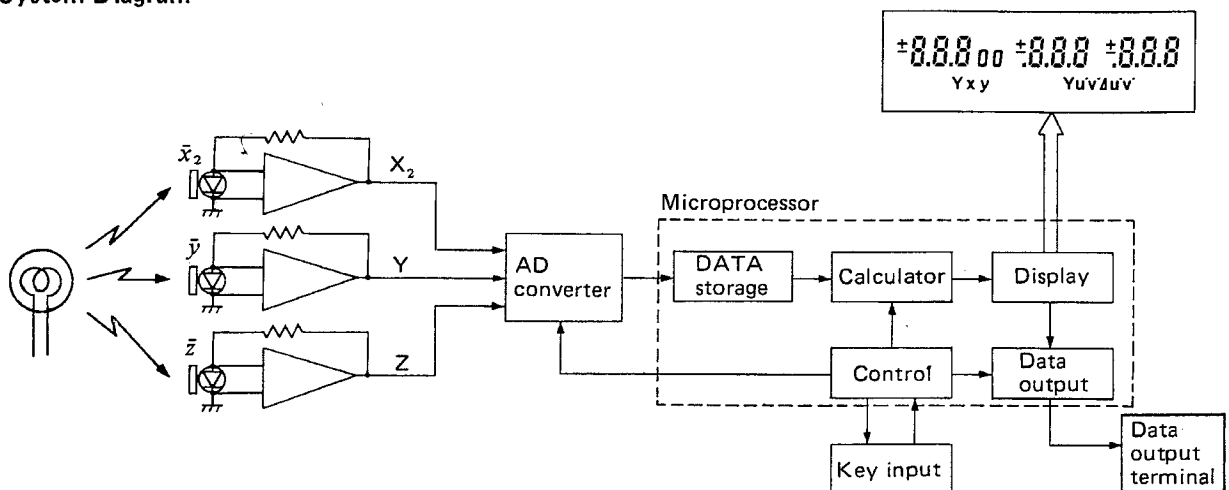 System Diagram
±8.8.8.00 ±.8.8.8 ±.8.8.8
Yxy Yu'v'Δu'v'
x̄₂
X₂
ȳ
Y
z̄
Z
AD
converter
Microprocessor
DATA
storage
Calculator
Display
Control
Data
output
Key input
Data
output
terminal